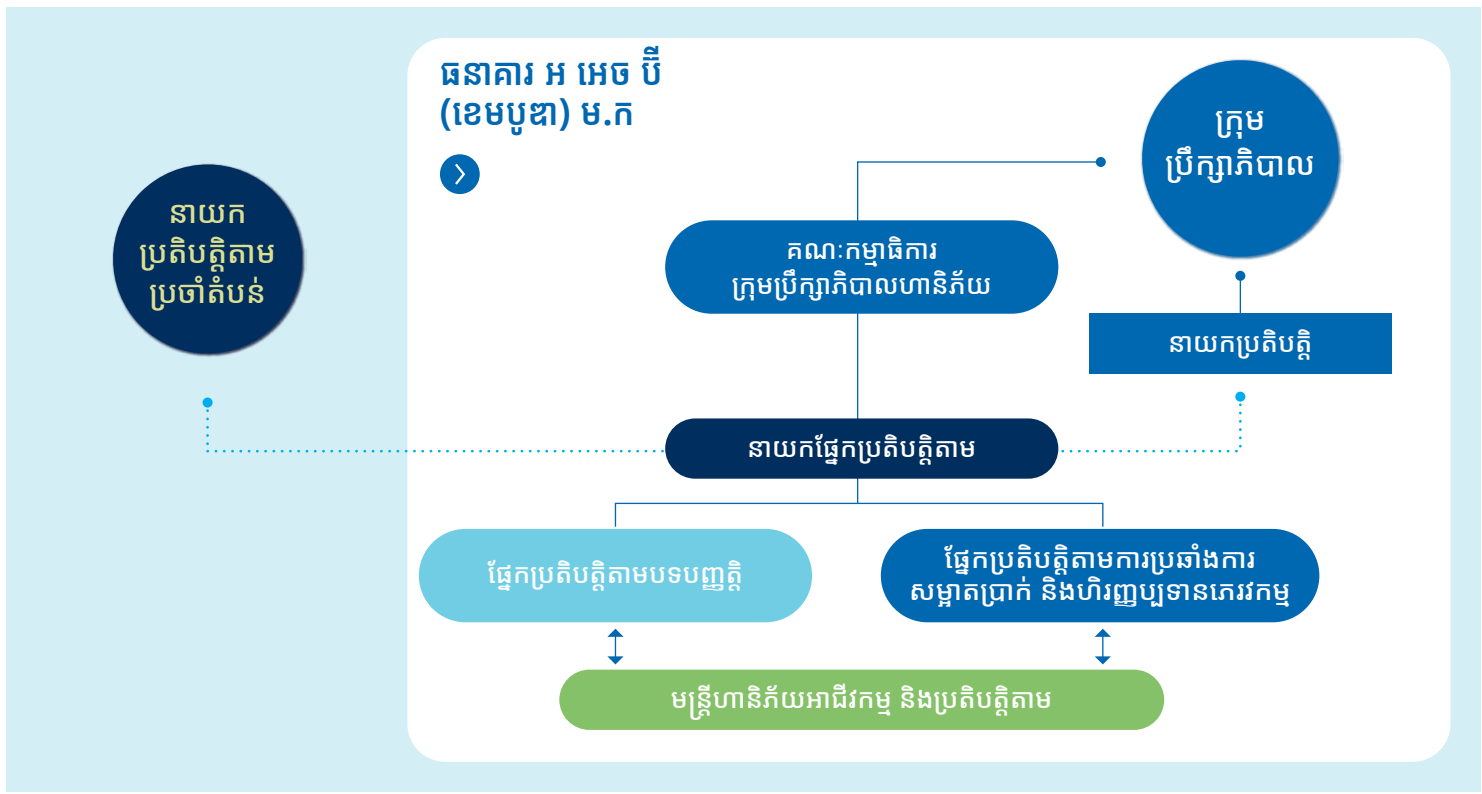 ធនាគារ អ អេច ប៊ី
(ខេមបូឌា) ម.ក
ក្រុម
ប្រឹក្សាភិបាល
នាយក
ប្រតិបត្តិតាម
ប្រចាំតំបន់
គណៈកម្មាធិការ
ក្រុមប្រឹក្សាភិបាលហានិភ័យ
នាយកប្រតិបត្តិ
នាយកផ្នែកប្រតិបត្តិតាម
ផ្នែកប្រតិបត្តិតាមបទបញ្ញត្តិ
ផ្នែកប្រតិបត្តិតាមការប្រឆាំងការ
សម្អាតប្រាក់ និងហិរញ្ញប្បទានភេរវកម្ម
មន្ត្រីហានិភ័យអាជីវកម្ម និងប្រតិបត្តិតាម